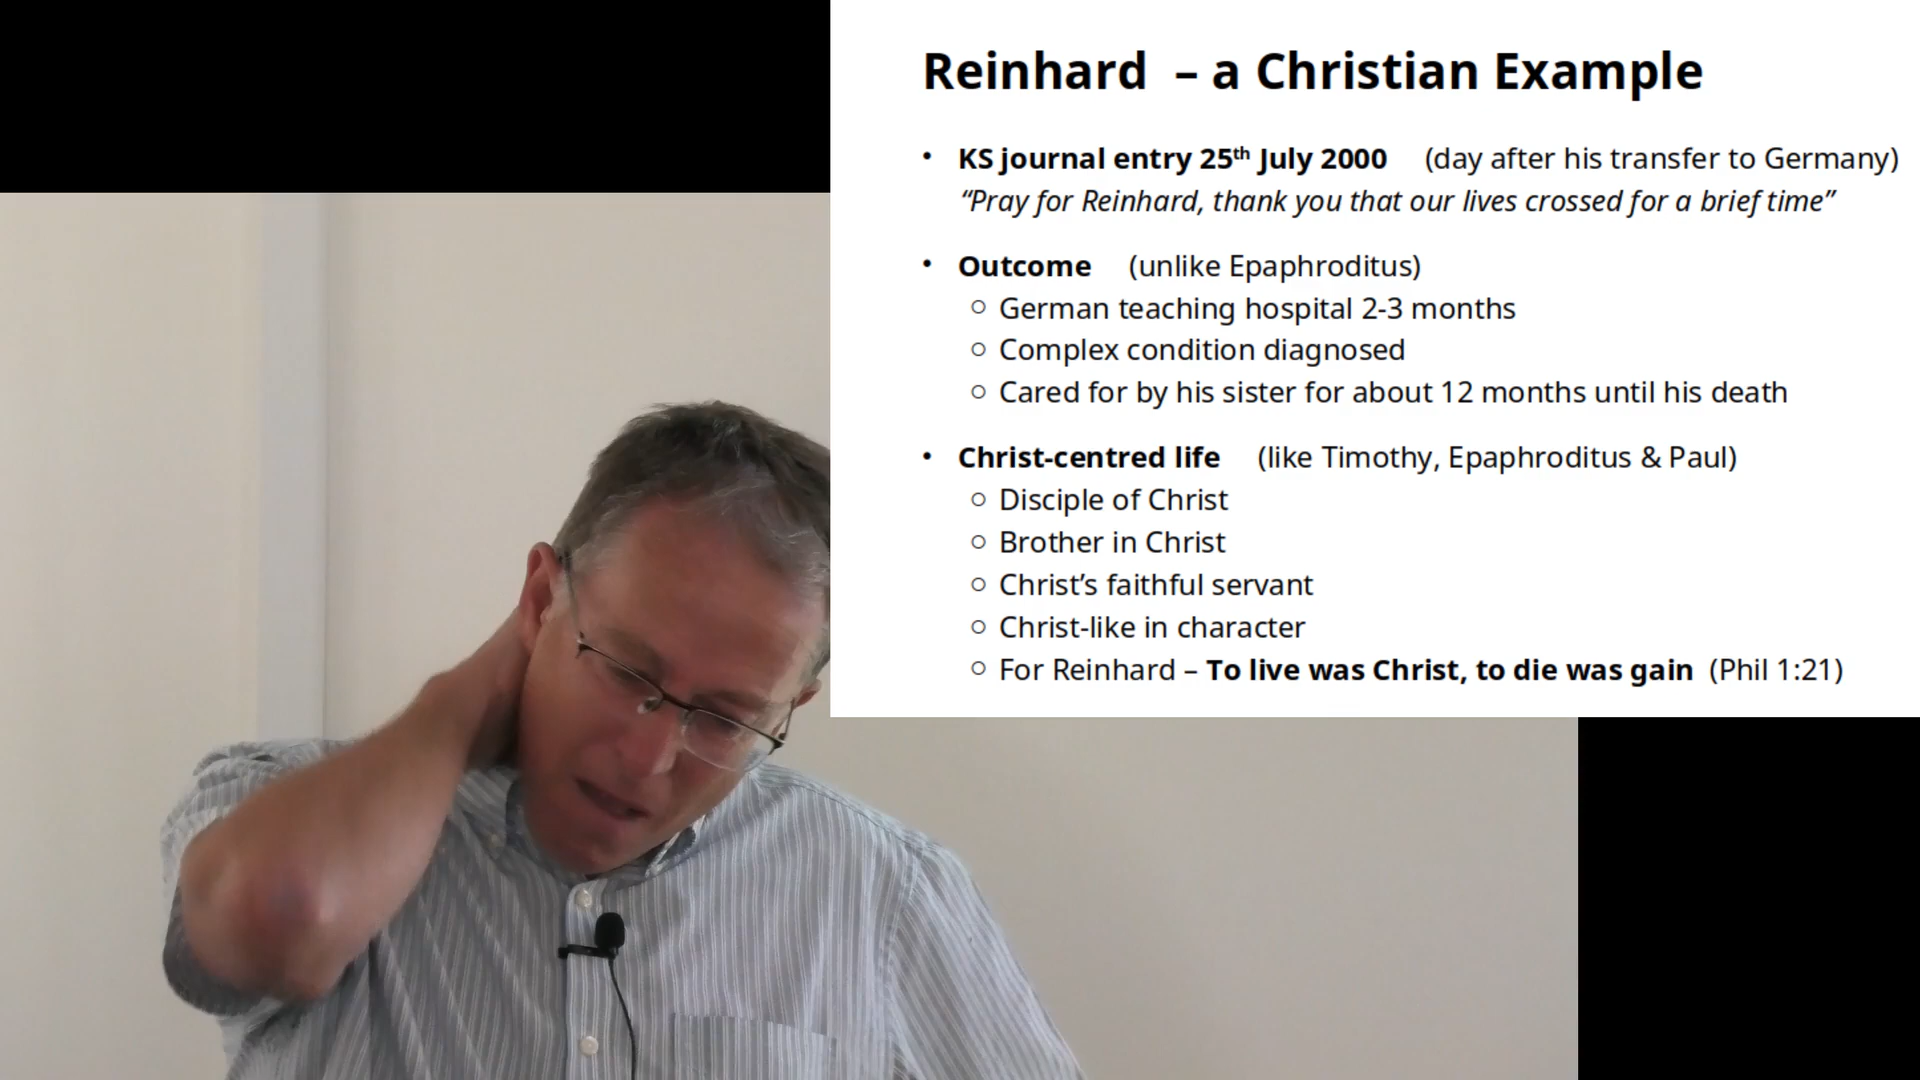 Reinhard – a Christian Example
• KS journal entry 25th July 2000 (day after his transfer to Germany)
“Pray for Reinhard, thank you that our lives crossed for a brief time”
• Outcome (unlike Epaphroditus)
○ German teaching hospital 2-3 months
○ Complex condition diagnosed
○ Cared for by his sister for about 12 months until his death
• Christ-centred life (like Timothy, Epaphroditus & Paul)
○ Disciple of Christ
○ Brother in Christ
○ Christ’s faithful servant
○ Christ-like in character
○ For Reinhard – To live was Christ, to die was gain (Phil 1:21)